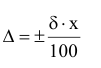 Δ = ± δ · x / 100